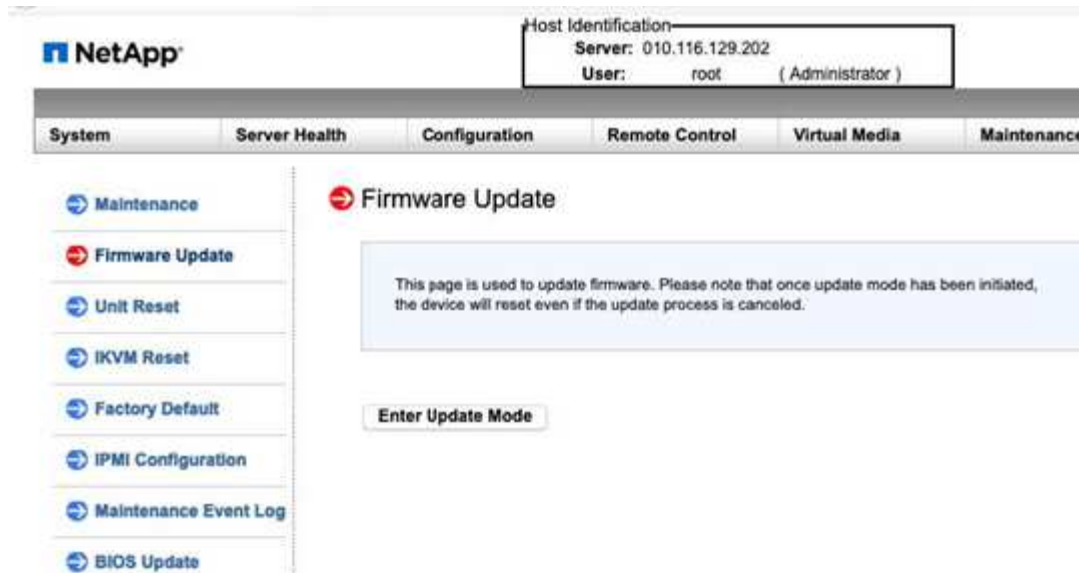 Host Identification
NetApp
Server: 010.116.129.202
User: root ( Administrator )
System Server Health Configuration Remote Control Virtual Media Maintenance
Maintenance
Firmware Update
Firmware Update
This page is used to update firmware. Please note that once update mode has been initiated,
the device will reset even if the update process is canceled.
Unit Reset
IKVM Reset
Factory Default
Enter Update Mode
IPMI Configuration
Maintenance Event Log
BIOS Update